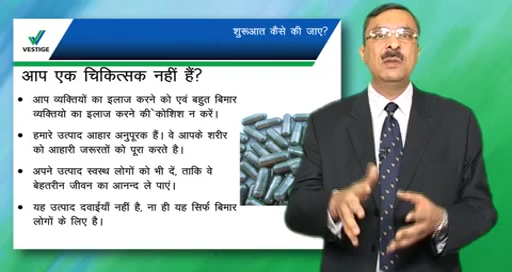 शुरूआत कैसे की जाए?
VESTIGE
आप एक चिकित्सक नहीं हैं?
• आप व्यक्तियों का इलाज करने को एवं बहुत बिमार
व्यक्तियो का इलाज करने की कोशिश न करें।
• हमारे उत्पाद आहार अनुपूरक हैं। वे आपके शरीर
को आहारी जरूरतों को पूरा करते है।
• अपने उत्पाद स्वस्थ लोगों को भी दें, ताकि वे
बेहतरीन जीवन का आनन्द ले पाएं।
• यह उत्पाद दवाईयाँ नहीं है, ना ही यह सिर्फ बिमार
लोगों के लिए है।